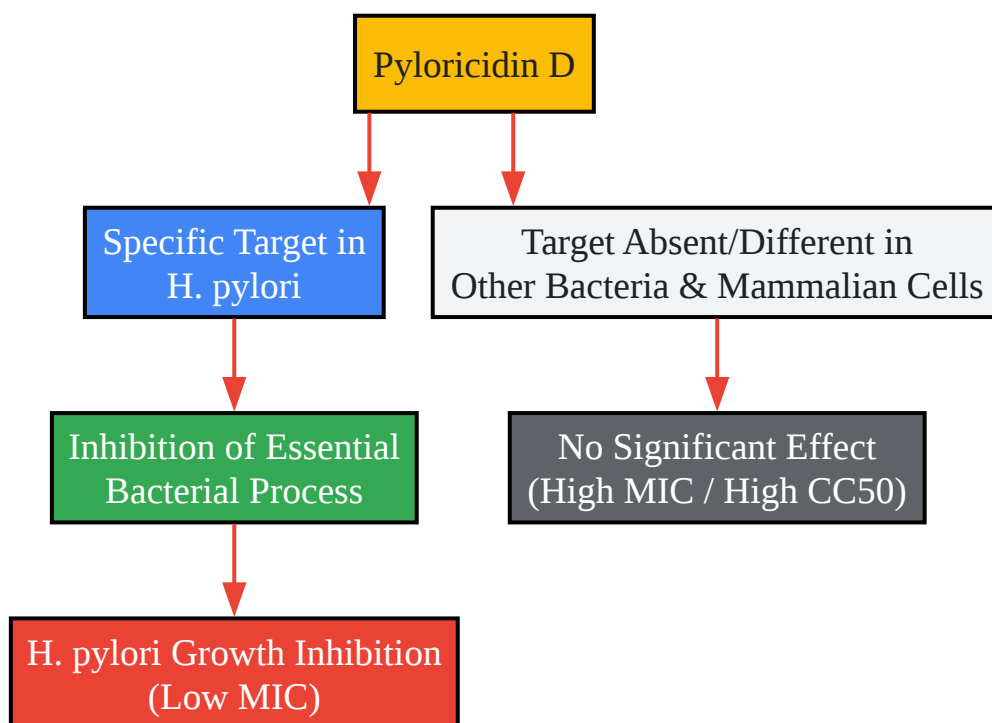 Pyloricidin D
Specific Target in
H. pylori
Target Absent/Different in
Other Bacteria & Mammalian Cells
Inhibition of Essential
Bacterial Process
No Significant Effect
(High MIC / High CC50)
H. pylori Growth Inhibition
(Low MIC)